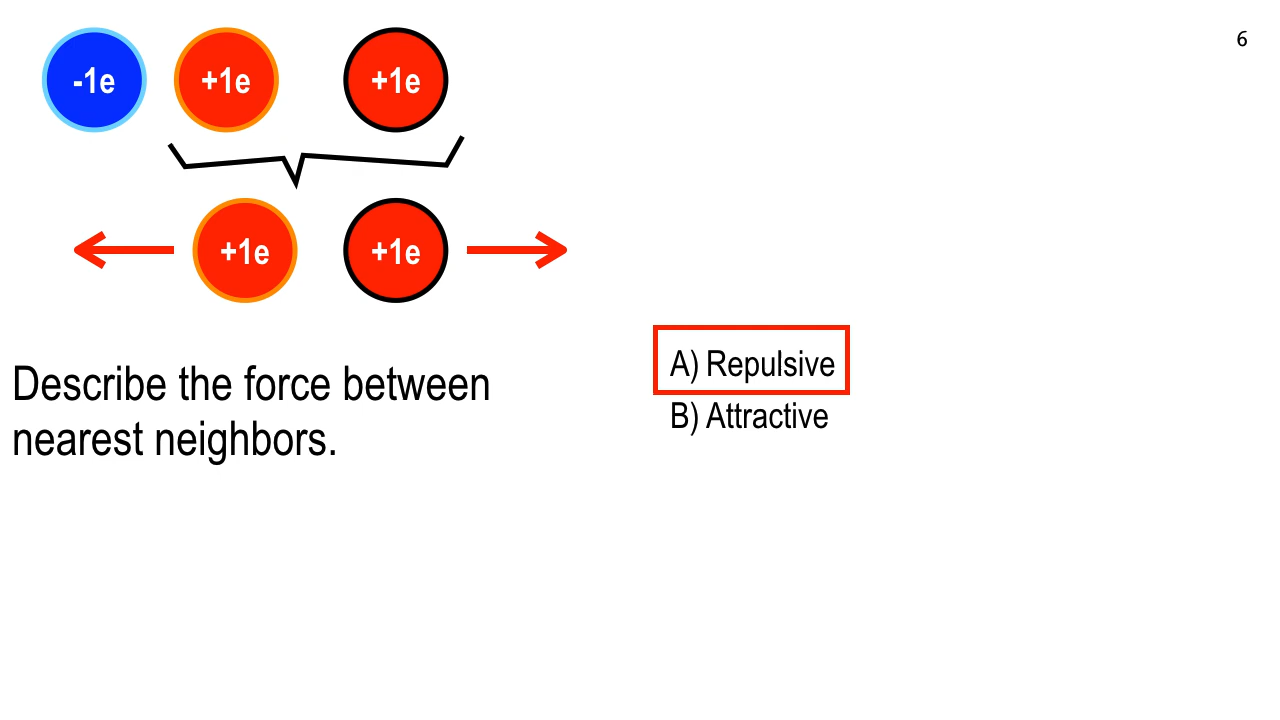 6
-1e +1e +1e
+1e +1e
Describe the force between
nearest neighbors.
A) Repulsive
B) Attractive